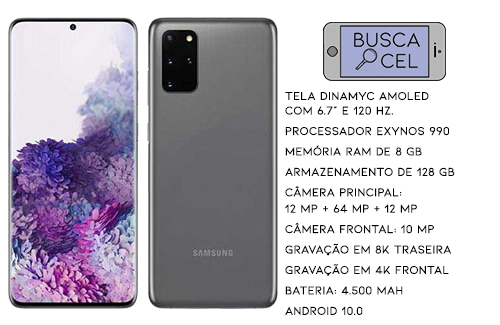 BUSCA
CEL
TELA DINAMYC AMOLED
COM 6.7" E 120 HZ.
PROCESSADOR EXYNOS 990
MEMÓRIA RAM DE 8 GB
ARMAZENAMENTO DE 128 GB
CÂMERA PRINCIPAL:
12 MP + 64 MP + 12 MP
CÂMERA FRONTAL: 10 MP
GRAVAÇÃO EM 8K TRASEIRA
GRAVAÇÃO EM 4K FRONTAL
BATERIA: 4.500 MAH
ANDROID 10.0
SAMSUNG